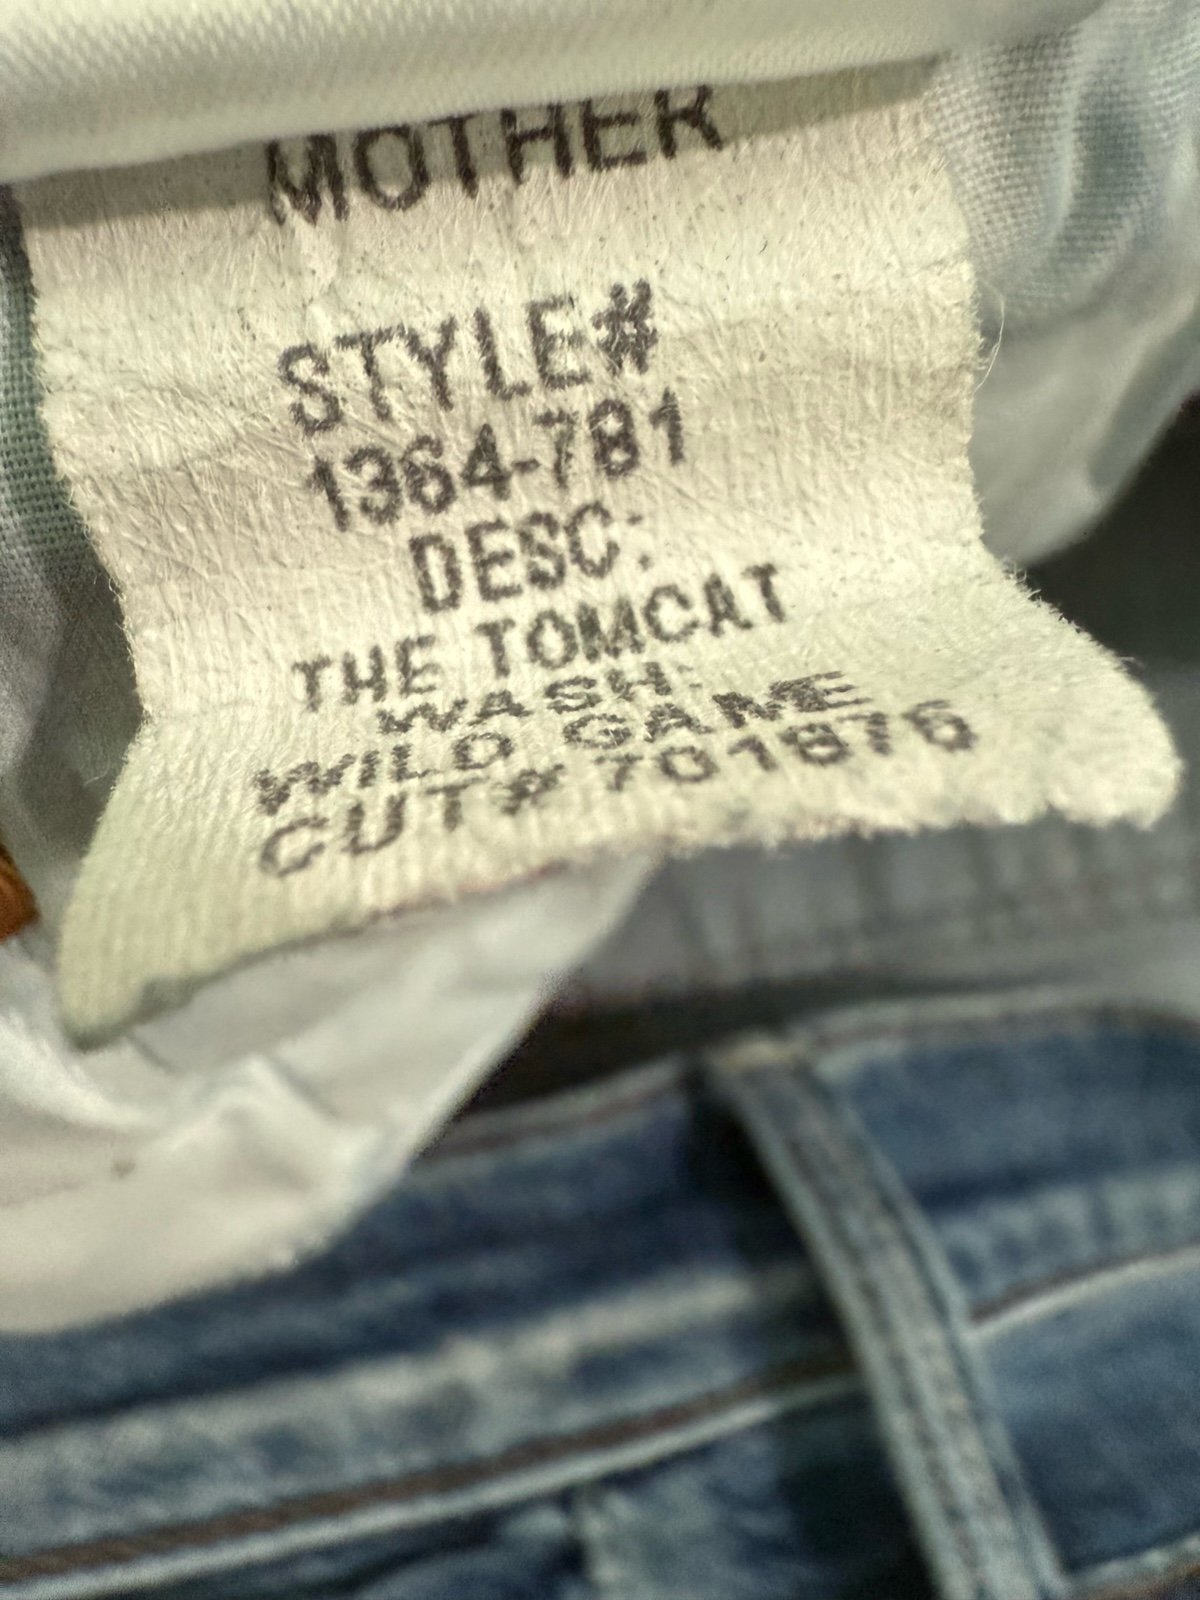 MOTHER
STYLE#
1364-781
DESC:
THE TOMCAT
WASH:
WILD GAME
CUT# 701876